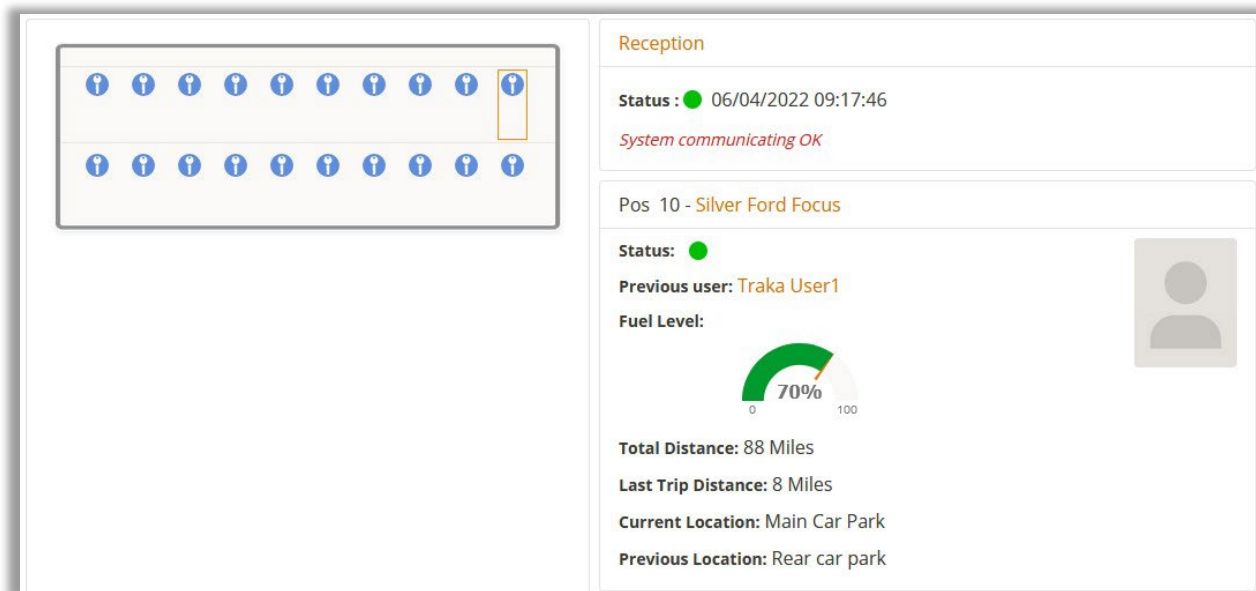 Reception
Status : 06/04/2022 09:17:46
System communicating OK
Pos 10 - Silver Ford Focus
Status:
Previous user: Traka User1
Fuel Level:
70%
0 100
Total Distance: 88 Miles
Last Trip Distance: 8 Miles
Current Location: Main Car Park
Previous Location: Rear car park